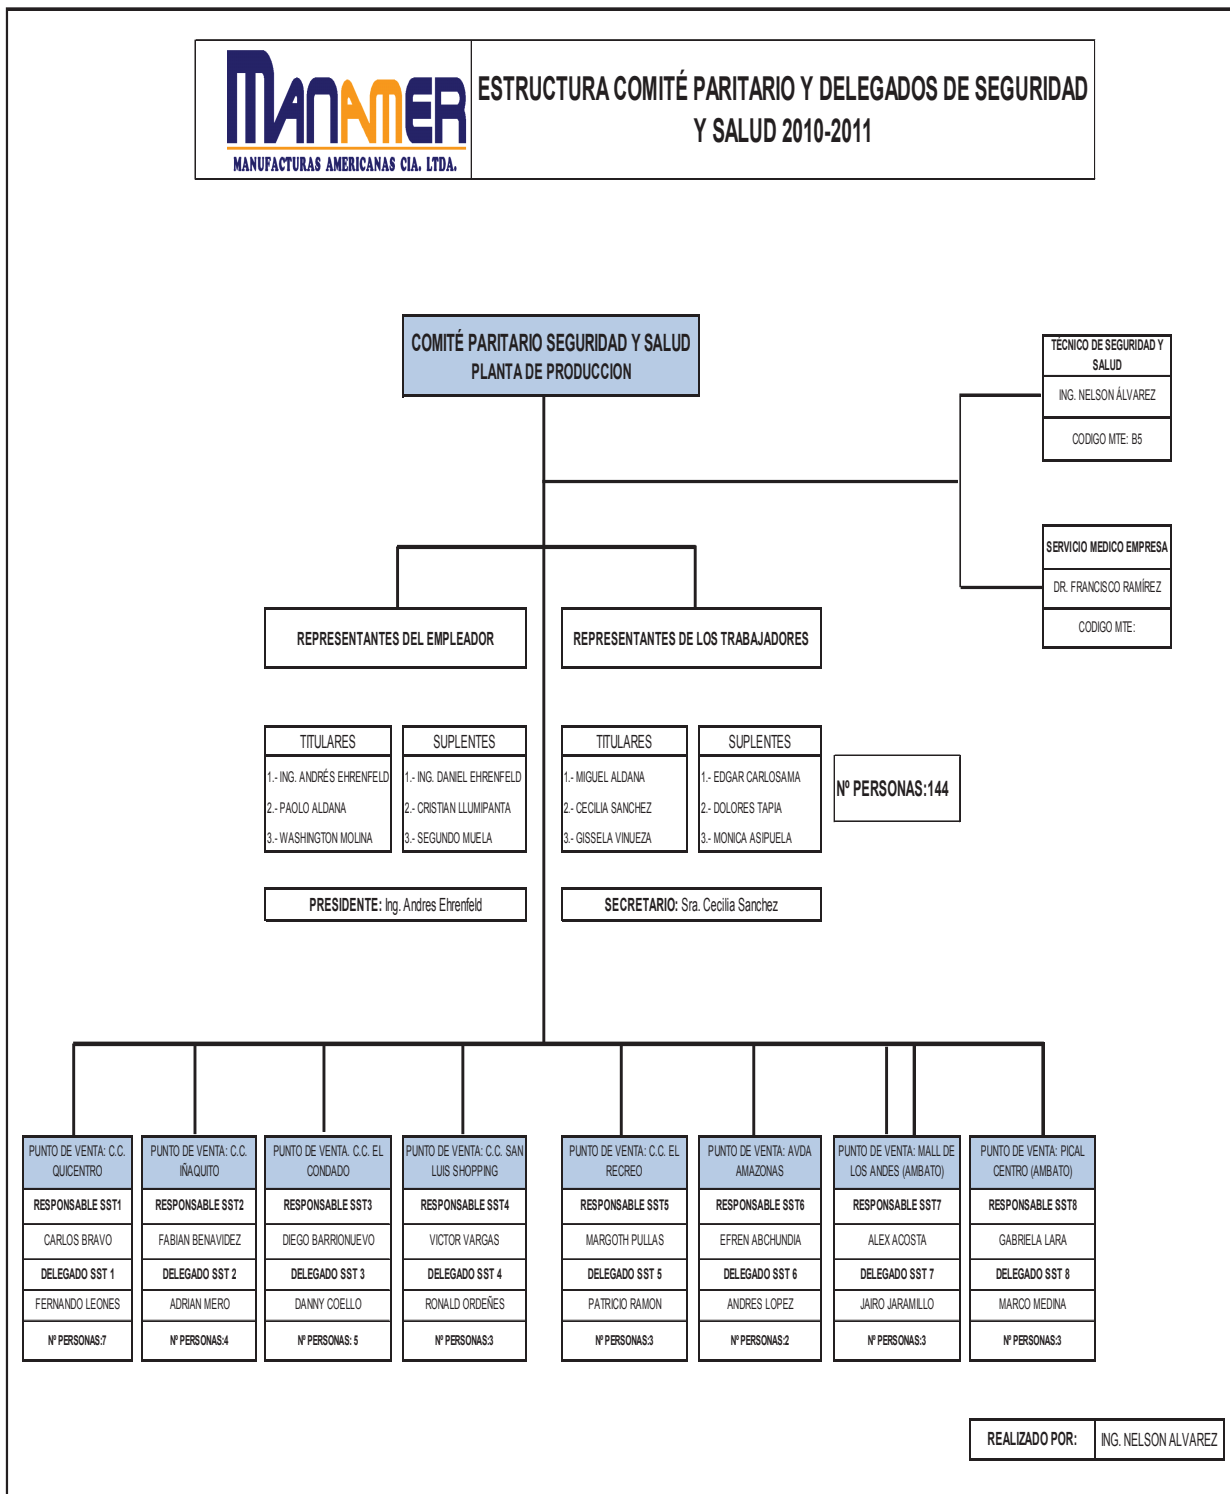 MANAMER
MANUFACTURAS AMERICANAS CIA. LTDA.
ESTRUCTURA COMITÉ PARITARIO Y DELEGADOS DE SEGURIDAD
Y SALUD 2010-2011
COMITÉ PARITARIO SEGURIDAD Y SALUD
PLANTA DE PRODUCCION
TÉCNICO DE SEGURIDAD Y
SALUD
ING. NELSON ÁLVAREZ
CODIGO MTE: B5
SERVICIO MEDICO EMPRESA
DR. FRANCISCO RAMÍREZ
CODIGO MTE:
REPRESENTANTES DEL EMPLEADOR
REPRESENTANTES DE LOS TRABAJADORES
TITULARES
1.- ING. ANDRÉS EHRENFELD
2.- PAOLO ALDANA
3.- WASHINGTON MOLINA
SUPLENTES
1.- ING. DANIEL EHRENFELD
2.- CRISTIAN LLUMIPANTA
3.- SEGUNDO MUELA
TITULARES
1.- MIGUEL ALDANA
2.- CECILIA SANCHEZ
3.- GISSELA VINUEZA
SUPLENTES
1.- EDGAR CARLOSAMA
2.- DOLORES TAPIA
3.- MONICA ASIPUELA
Nº PERSONAS:144
PRESIDENTE: Ing. Andres Ehrenfeld
SECRETARIO: Sra. Cecilia Sanchez
PUNTO DE VENTA: C.C.
QUICENTRO
RESPONSABLE SST1
CARLOS BRAVO
DELEGADO SST 1
FERNANDO LEONES
Nº PERSONAS:7
PUNTO DE VENTA: C.C.
IÑAQUITO
RESPONSABLE SST2
FABIAN BENAVIDEZ
DELEGADO SST 2
ADRIAN MERO
Nº PERSONAS:4
PUNTO DE VENTA. C.C. EL
CONDADO
RESPONSABLE SST3
DIEGO BARRIONUEVO
DELEGADO SST 3
DANNY COELLO
Nº PERSONAS: 5
PUNTO DE VENTA: C.C. SAN
LUIS SHOPPING
RESPONSABLE SST4
VICTOR VARGAS
DELEGADO SST 4
RONALD ORDEÑES
Nº PERSONAS:3
PUNTO DE VENTA: C.C. EL
RECREO
RESPONSABLE SST5
MARGOTH PULLAS
DELEGADO SST 5
PATRICIO RAMON
Nº PERSONAS:3
PUNTO DE VENTA: AVDA
AMAZONAS
RESPONSABLE SST6
EFREN ABCHUNDIA
DELEGADO SST 6
ANDRES LOPEZ
Nº PERSONAS:2
PUNTO DE VENTA: MALL DE
LOS ANDES (AMBATO)
RESPONSABLE SST7
ALEX ACOSTA
DELEGADO SST 7
JAIRO JARAMILLO
Nº PERSONAS:3
PUNTO DE VENTA: PICAL
CENTRO (AMBATO)
RESPONSABLE SST8
GABRIELA LARA
DELEGADO SST 8
MARCO MEDINA
Nº PERSONAS:3
REALIZADO POR: ING. NELSON ALVAREZ